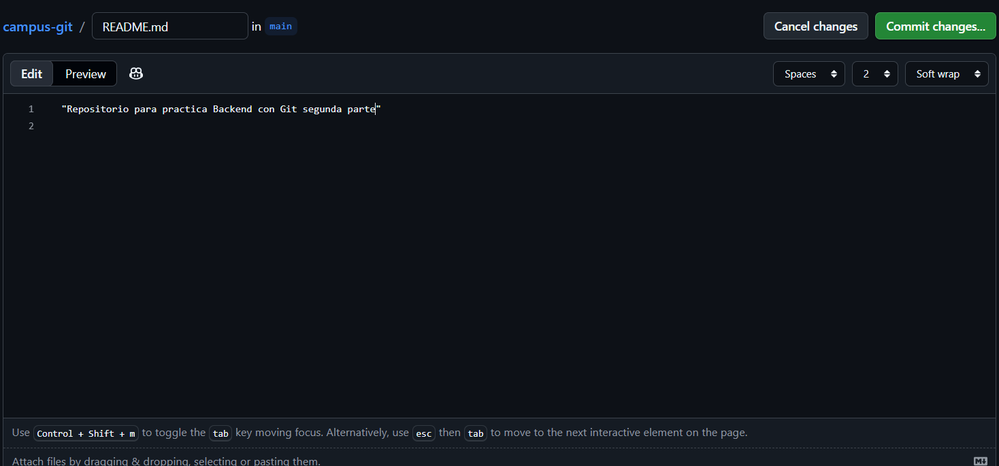 campus-git / README.md in main Cancel changes Commit changes...
Edit Preview Spaces 2 Soft wrap
1 "Repositorio para practica Backend con Git segunda parte"
2
Use Control + Shift + m to toggle the tab key moving focus. Alternatively, use esc then tab to move to the next interactive element on the page.
Attach files by dragging & dropping, selecting or pasting them.